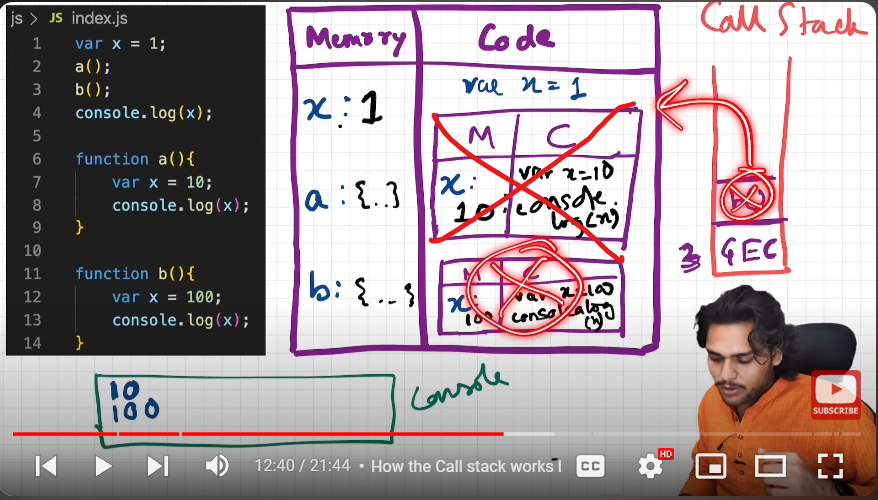 js > JS index.js
1 var x = 1;
2 a();
3 b();
4 console.log(x);
5
6 function a(){
7 var x = 10;
8 console.log(x);
9 }
10
11 function b(){
12 var x = 100;
13 console.log(x);
14 }
Memory
Code
x: 1
a: {..}
b: {...}
var x = 1
M C
x: 10
var x=10
console.
log(x)
M C
x: 100
var x=100
console.log
(x)
Call Stack
GEC
10
100
Console
SUBSCRIBE
12:40 / 21:44 • How the Call stack works I
CC
HD